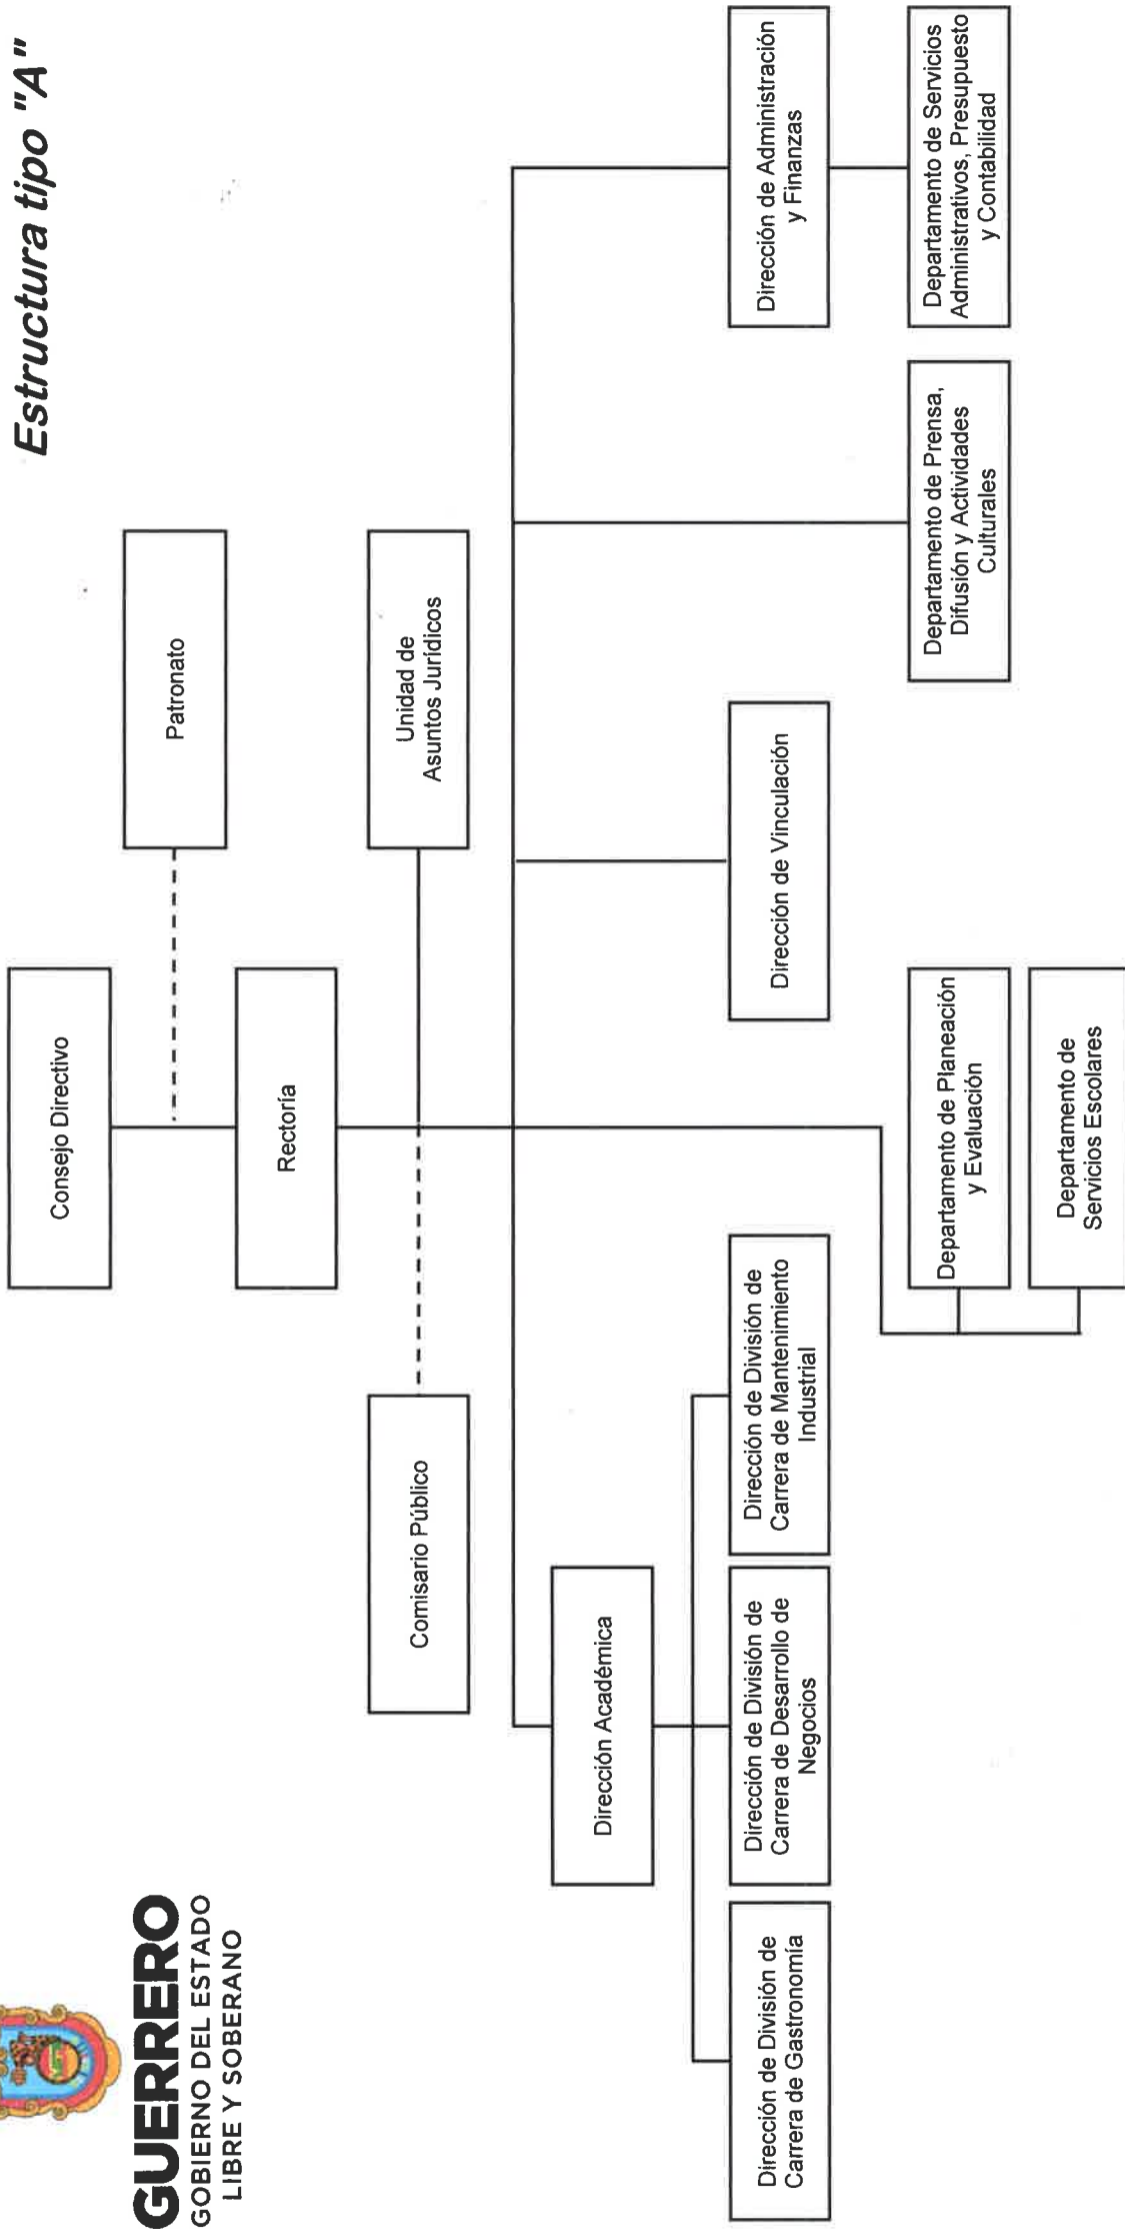 GUERRERO
GOBIERNO DEL ESTADO
LIBRE Y SOBERANO
Estructura tipo "A"
Consejo Directivo
Patronato
Rectoría
Comisario Público
Unidad de
Asuntos Jurídicos
Dirección Académica
Dirección de División de
Carrera de Gastronomía
Dirección de División de
Carrera de Desarrollo de
Negocios
Dirección de División de
Carrera de Mantenimiento
Industrial
Dirección de Vinculación
Dirección de Administración
y Finanzas
Departamento de Planeación
y Evaluación
Departamento de
Servicios Escolares
Departamento de Prensa,
Difusión y Actividades
Culturales
Departamento de Servicios
Administrativos, Presupuesto
y Contabilidad